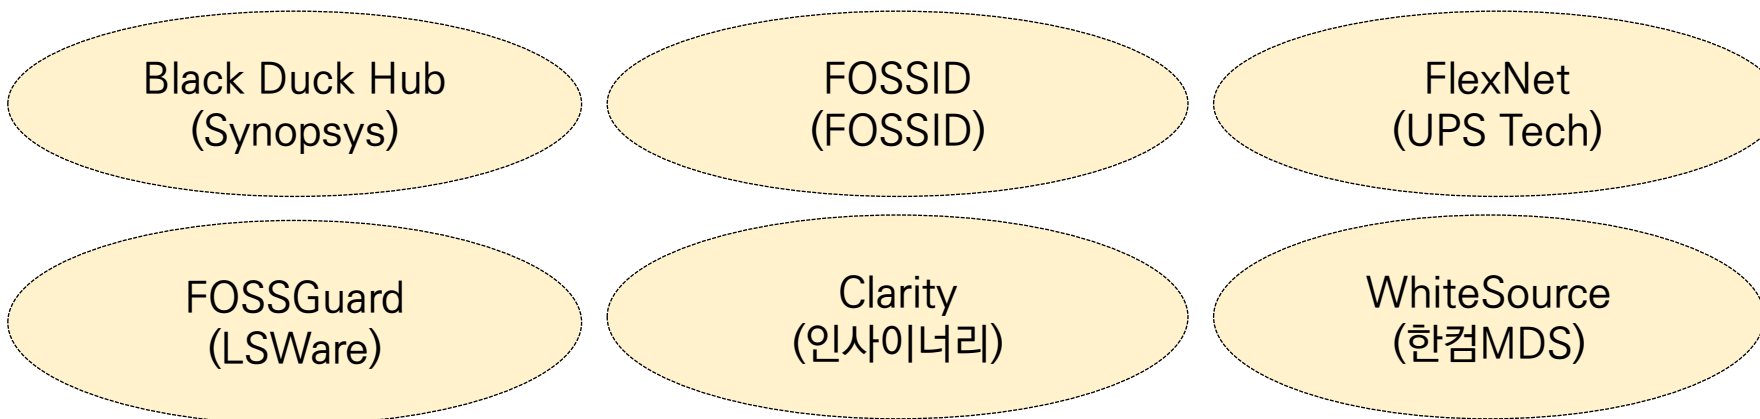 Black Duck Hub
(Synopsys)
FOSSID
(FOSSID)
FlexNet
(UPS Tech)
FOSSGuard
(LSWare)
Clarity
(인사이너리)
WhiteSource
(한컴MDS)